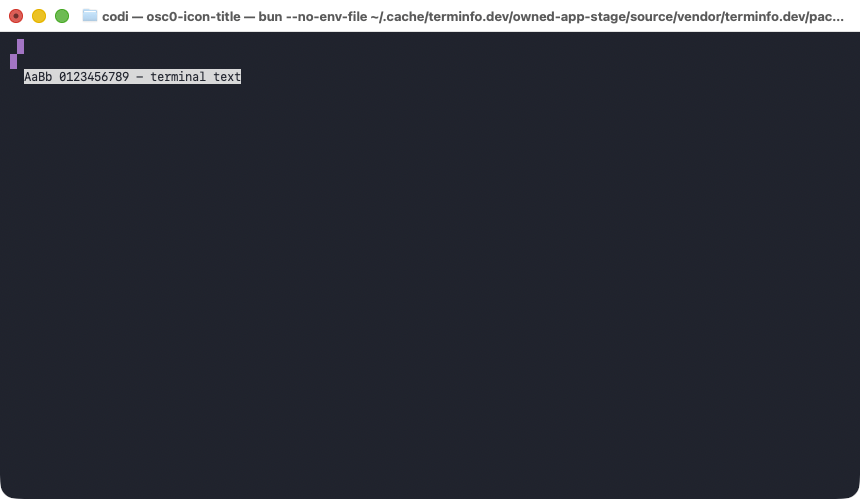 codi — osc0-icon-title — bun --no-env-file ~/.cache/terminfo.dev/owned-app-stage/source/vendor/terminfo.dev/pac...
AaBb 0123456789 — terminal text